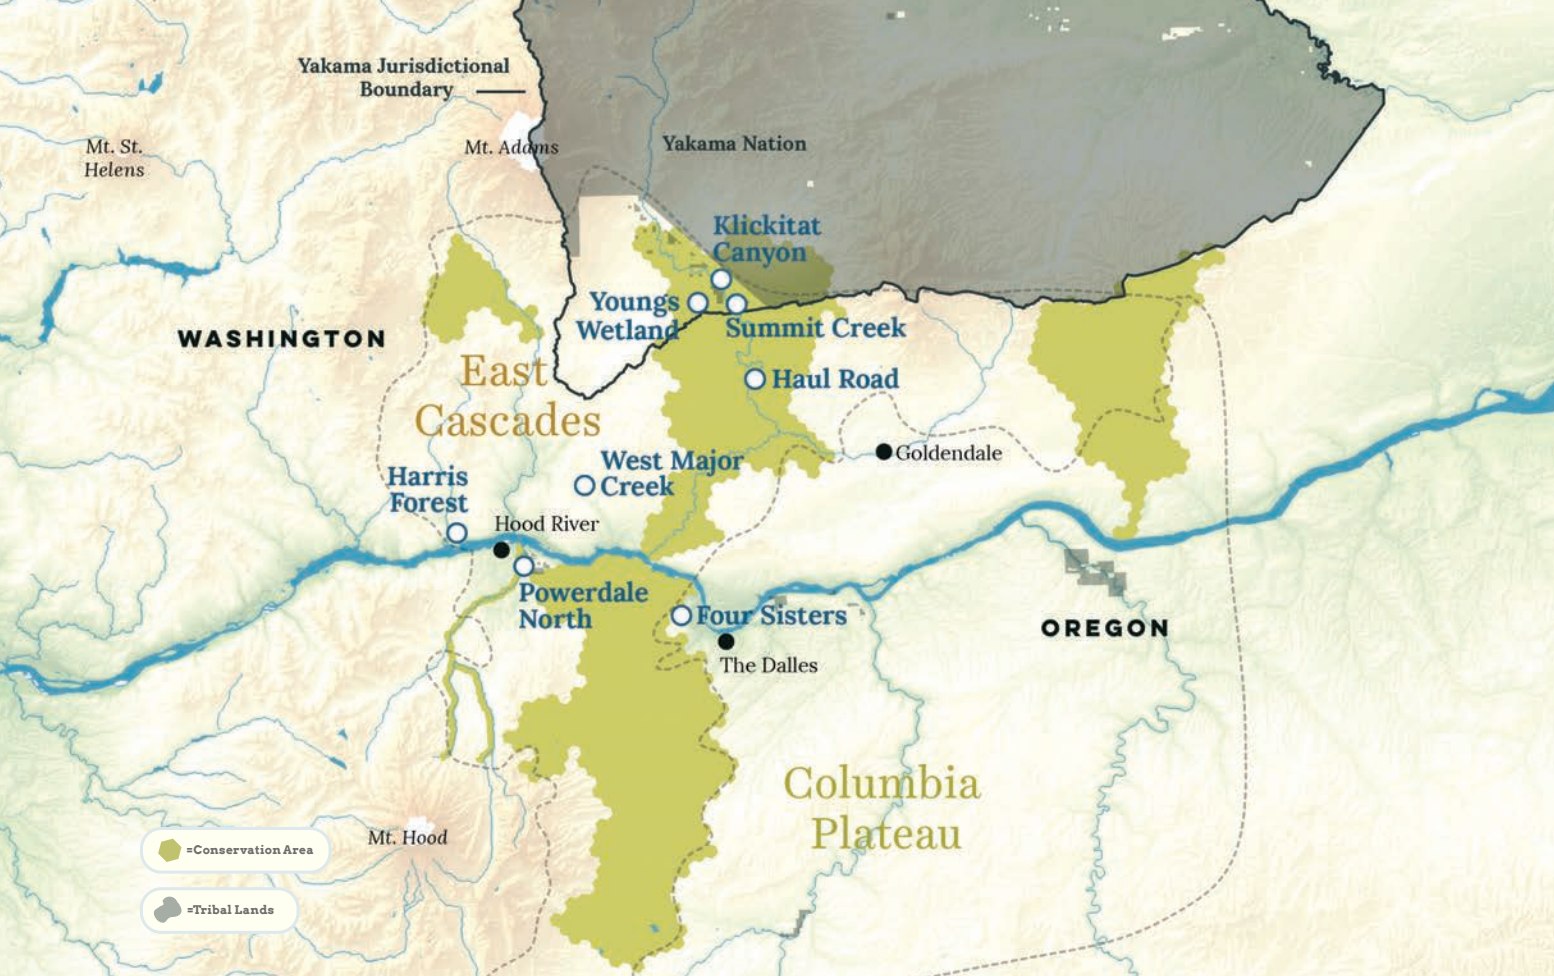 Yakama Jurisdictional
Boundary
Mt. St.
Helens
Mt. Adams
Yakama Nation
Klickitat
Canyon
Youngs
Wetland
Summit Creek
WASHINGTON
East
Cascades
Haul Road
West Major
Creek
Goldendale
Harris
Forest
Hood River
Powerdale
North
Four Sisters
The Dalles
OREGON
Columbia
Plateau
Mt. Hood
=Conservation Area
=Tribal Lands